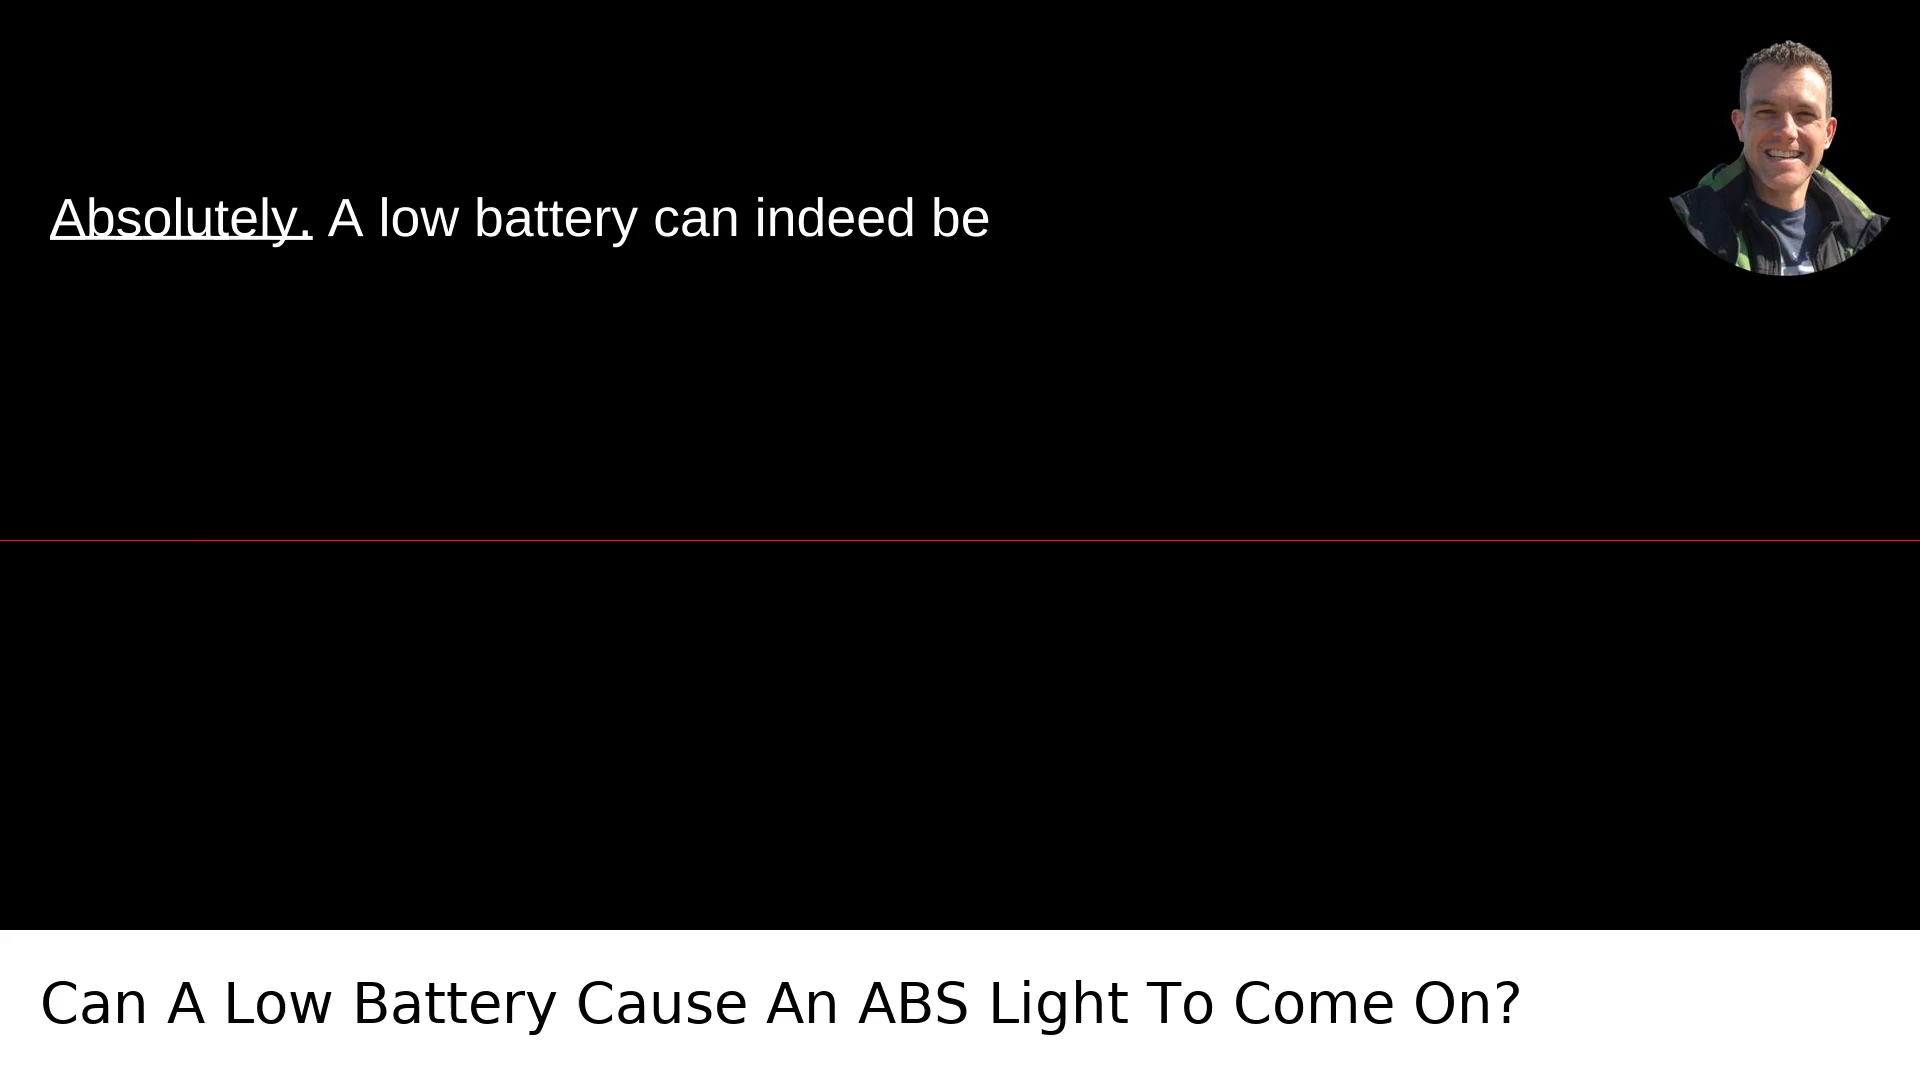 Absolutely. A low battery can indeed be
Can A Low Battery Cause An ABS Light To Come On?